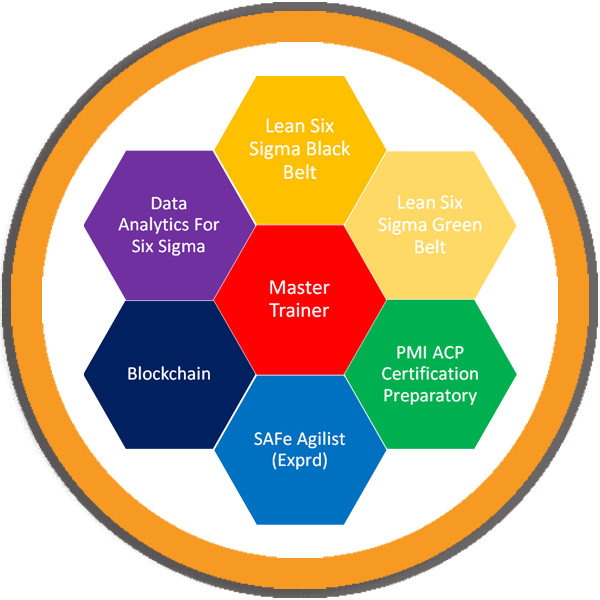 Lean Six
Sigma Black
Belt
Lean Six
Sigma Green
Belt
Data
Analytics For
Six Sigma
Master
Trainer
PMI ACP
Certification
Preparatory
Blockchain
SAFe Agilist
(Exprd)